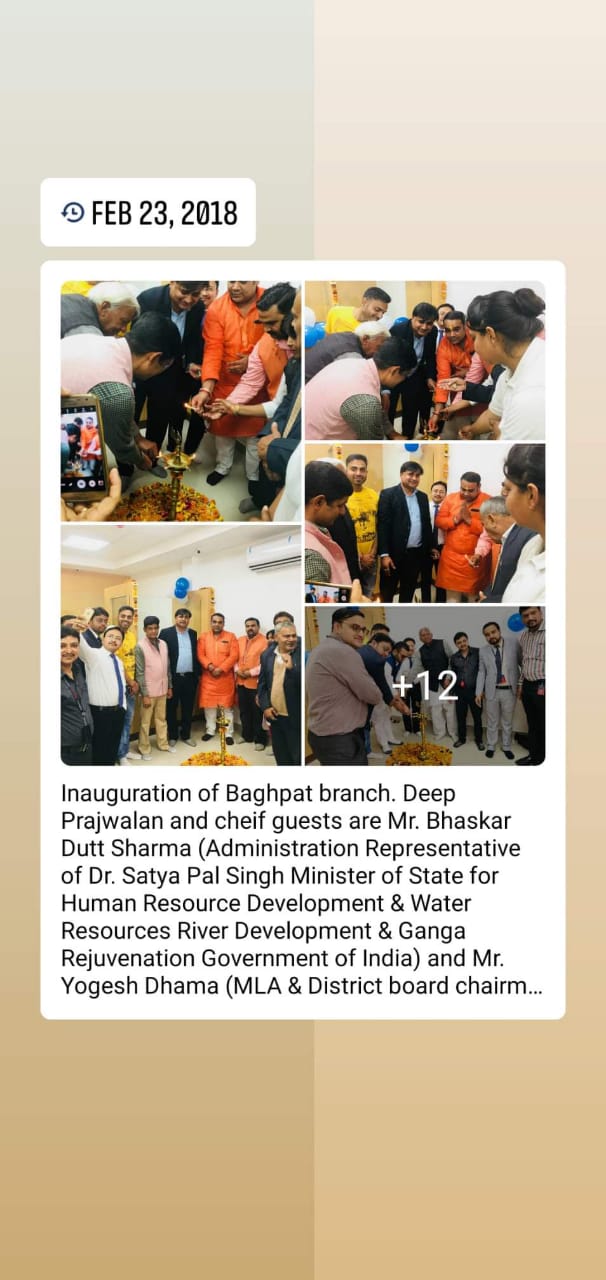 FEB 23, 2018
+12
Inauguration of Baghpat branch. Deep
Prajwalan and cheif guests are Mr. Bhaskar
Dutt Sharma (Administration Representative
of Dr. Satya Pal Singh Minister of State for
Human Resource Development & Water
Resources River Development & Ganga
Rejuvenation Government of India) and Mr.
Yogesh Dhama (MLA & District board chairm...